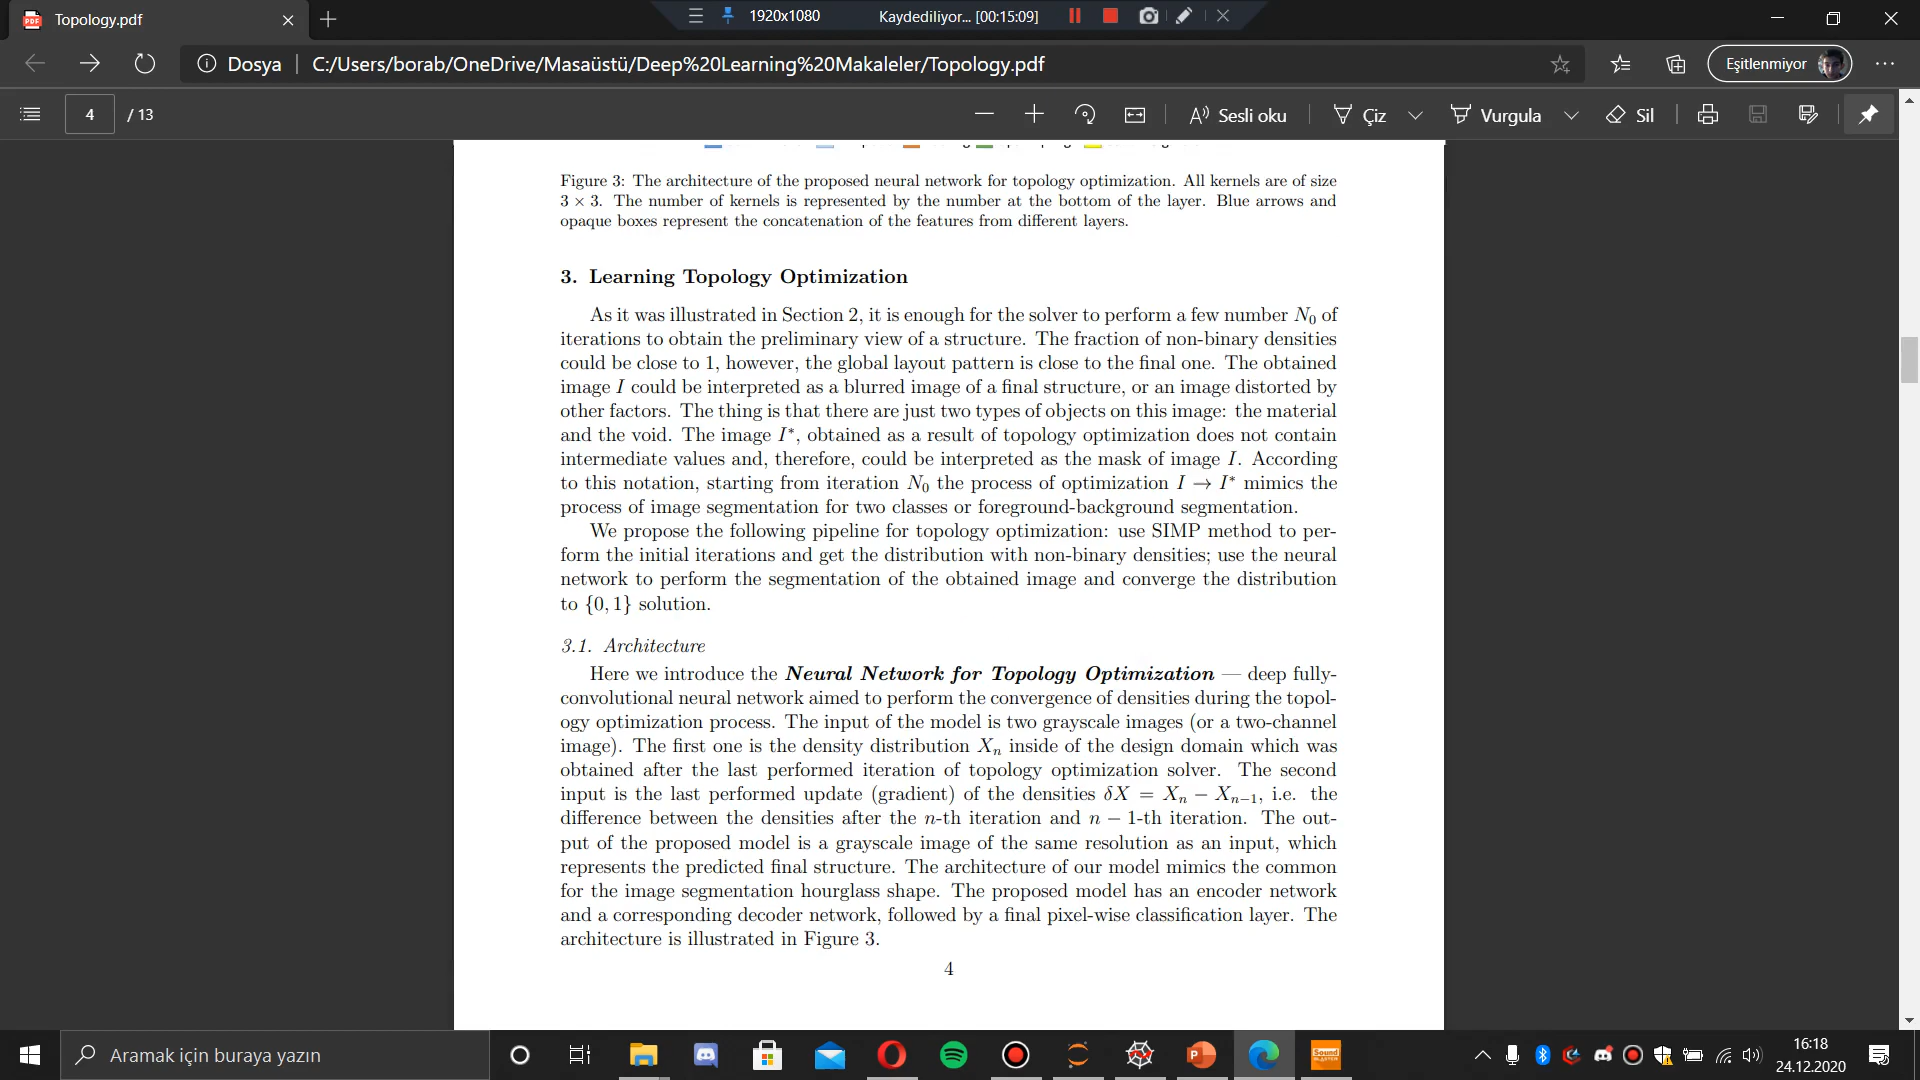 Topology.pdf
1920x1080
Kaydediliyor... [00:15:09]
Dosya
C:/Users/borab/OneDrive/Masaüstü/Deep%20Learning%20Makaleler/Topology.pdf
Eşitlenmiyor
4
/ 13
Sesli oku
Çiz
Vurgula
Sil
Figure 3: The architecture of the proposed neural network for topology optimization. All kernels are of size
3 × 3. The number of kernels is represented by the number at the bottom of the layer. Blue arrows and
opaque boxes represent the concatenation of the features from different layers.
3. Learning Topology Optimization
As it was illustrated in Section 2, it is enough for the solver to perform a few number N₀ of
iterations to obtain the preliminary view of a structure. The fraction of non-binary densities
could be close to 1, however, the global layout pattern is close to the final one. The obtained
image I could be interpreted as a blurred image of a final structure, or an image distorted by
other factors. The thing is that there are just two types of objects on this image: the material
and the void. The image I*, obtained as a result of topology optimization does not contain
intermediate values and, therefore, could be interpreted as the mask of image I. According
to this notation, starting from iteration N₀ the process of optimization I → I* mimics the
process of image segmentation for two classes or foreground-background segmentation.
We propose the following pipeline for topology optimization: use SIMP method to per-
form the initial iterations and get the distribution with non-binary densities; use the neural
network to perform the segmentation of the obtained image and converge the distribution
to {0, 1} solution.
3.1. Architecture
Here we introduce the Neural Network for Topology Optimization — deep fully-
convolutional neural network aimed to perform the convergence of densities during the topol-
ogy optimization process. The input of the model is two grayscale images (or a two-channel
image). The first one is the density distribution Xₙ inside of the design domain which was
obtained after the last performed iteration of topology optimization solver. The second
input is the last performed update (gradient) of the densities δX = Xₙ − Xₙ₋₁, i.e. the
difference between the densities after the n-th iteration and n − 1-th iteration. The out-
put of the proposed model is a grayscale image of the same resolution as an input, which
represents the predicted final structure. The architecture of our model mimics the common
for the image segmentation hourglass shape. The proposed model has an encoder network
and a corresponding decoder network, followed by a final pixel-wise classification layer. The
architecture is illustrated in Figure 3.
4
Aramak için buraya yazın
16:18
24.12.2020